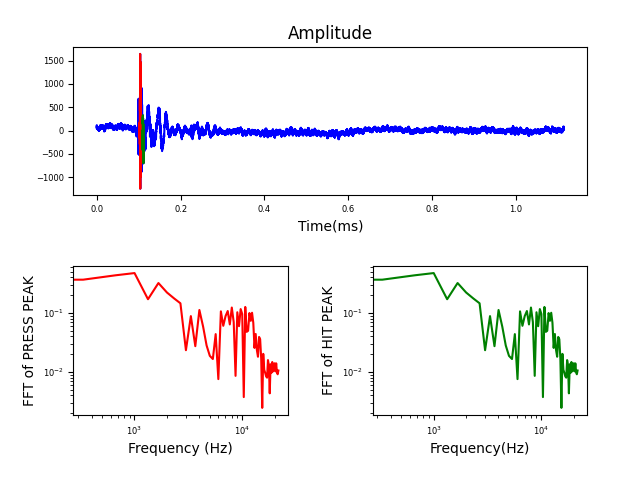 Amplitude
1500
1000
500
0
−500
−1000
0.0 0.2 0.4 0.6 0.8 1.0
Time(ms)
FFT of PRESS PEAK
10⁻¹
10⁻²
10³ 10⁴
Frequency (Hz)
FFT of HIT PEAK
10⁻¹
10⁻²
10³ 10⁴
Frequency(Hz)